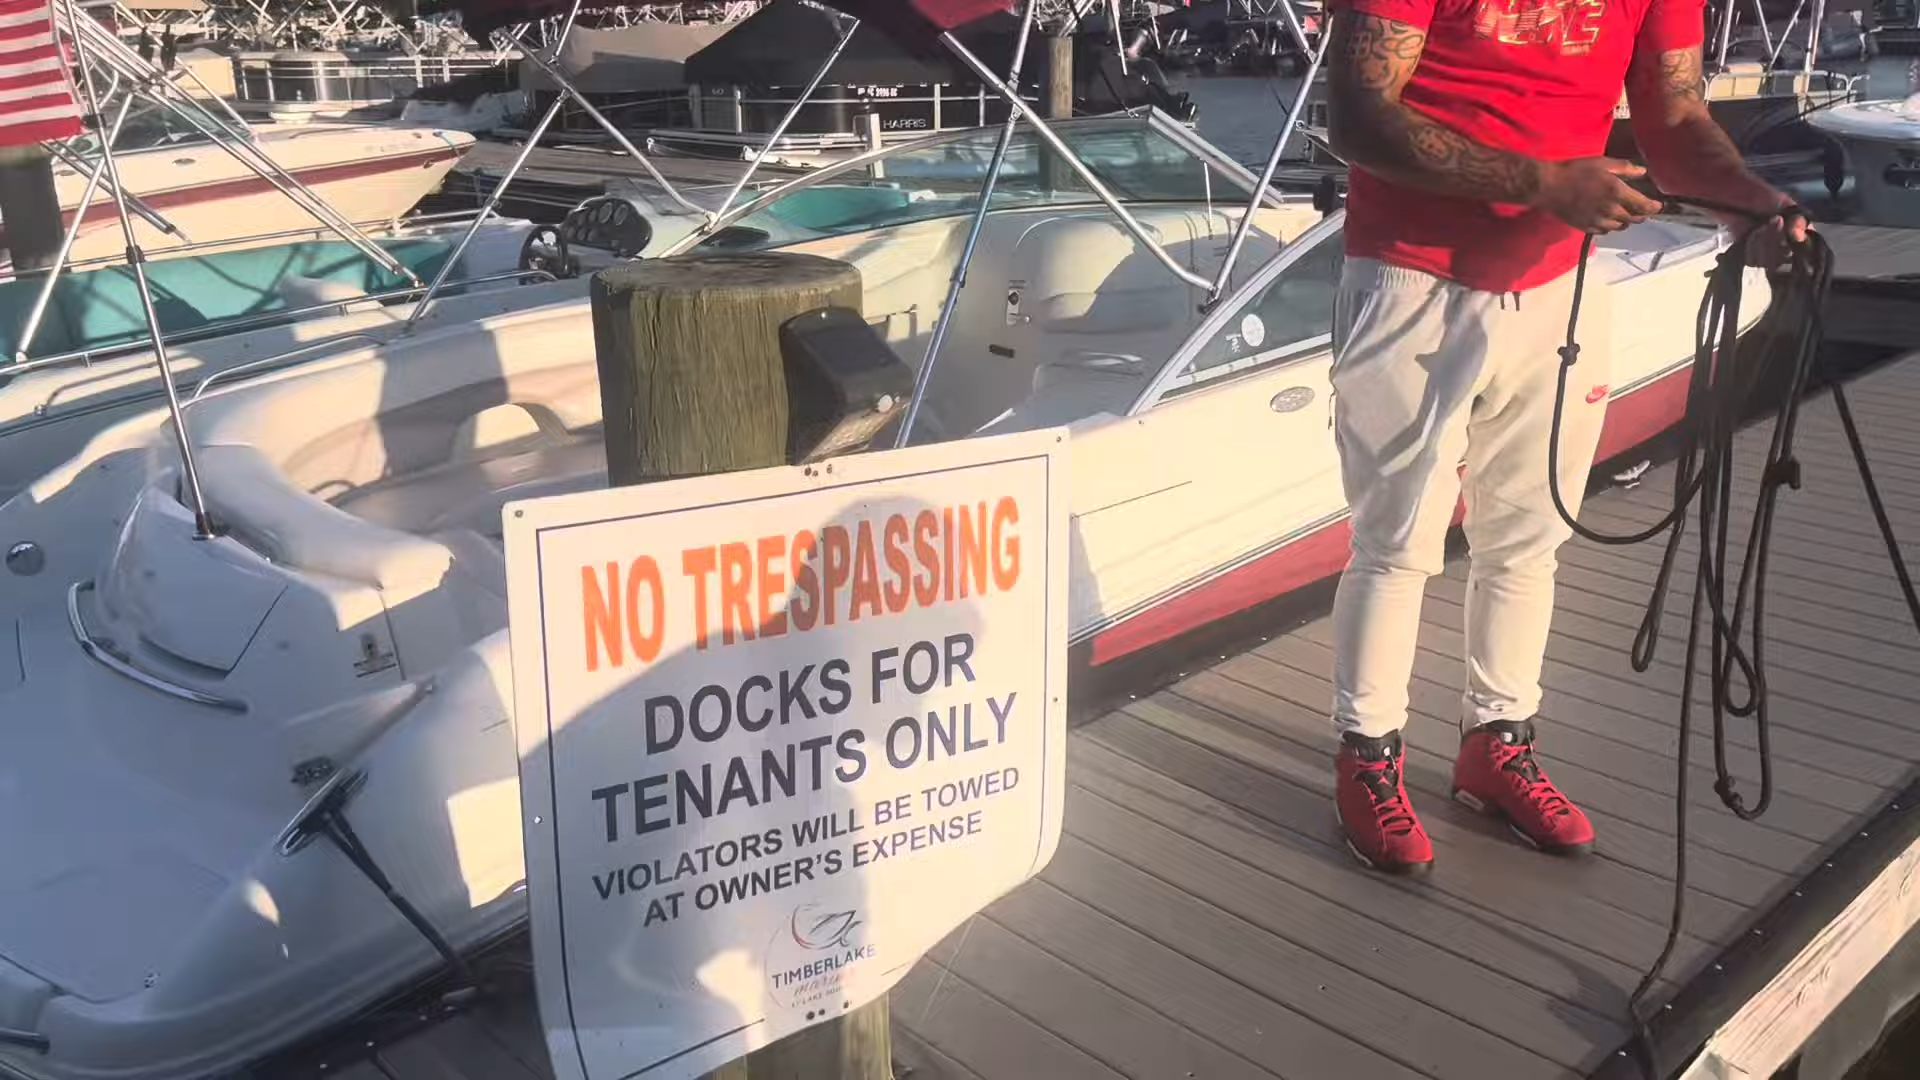 HARRIS
NO TRESPASSING
DOCKS FOR
TENANTS ONLY
VIOLATORS WILL BE TOWED
AT OWNER'S EXPENSE
TIMBERLAKE